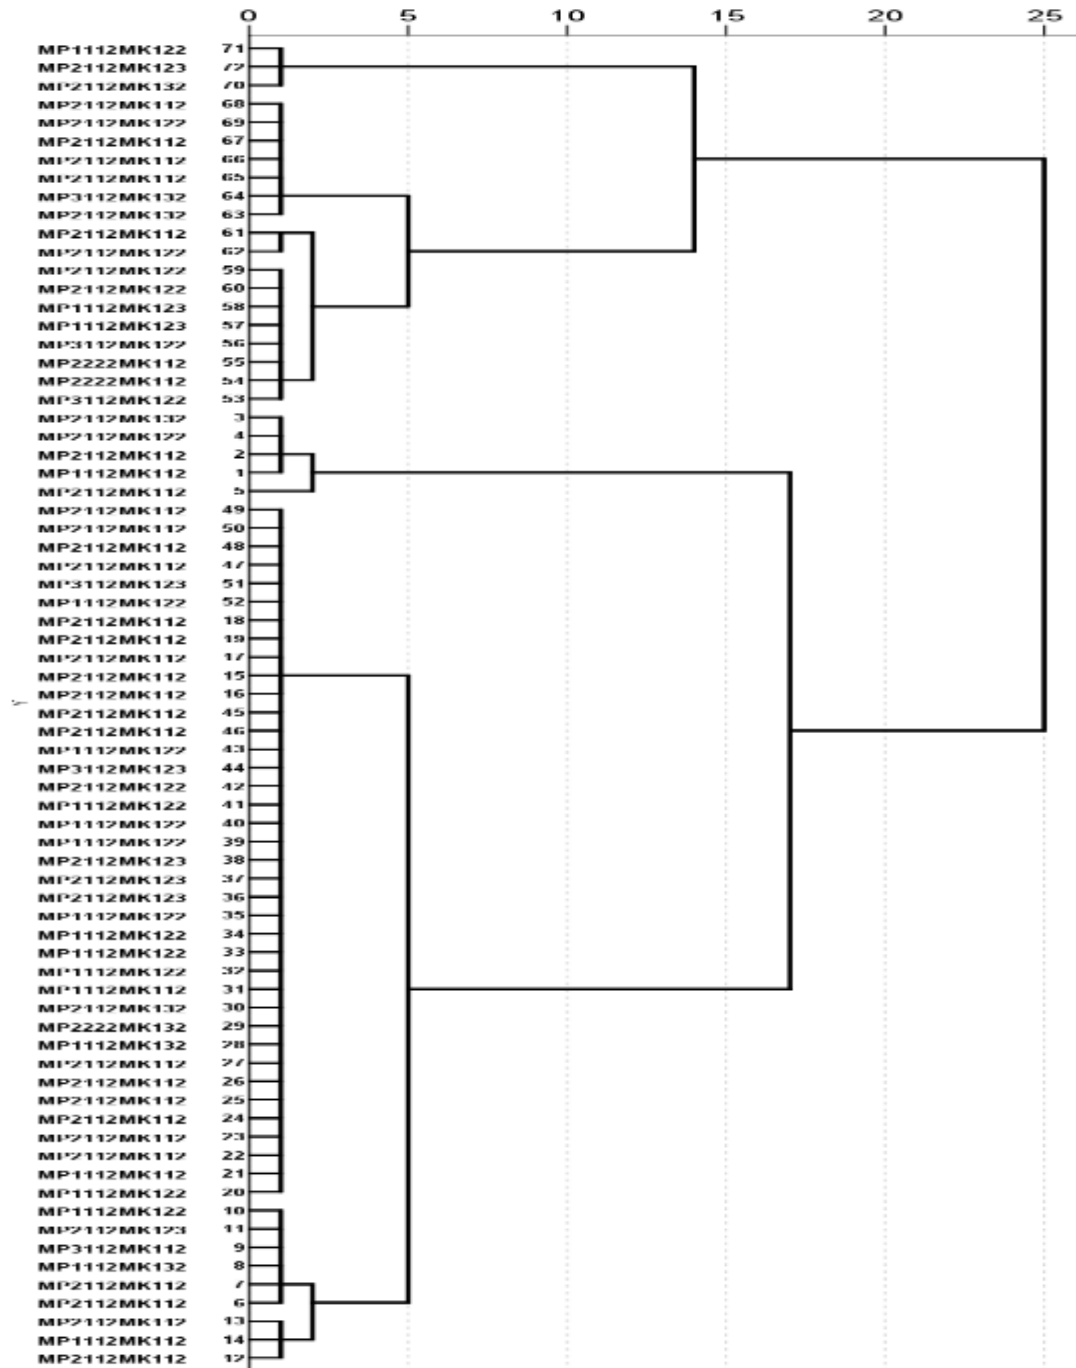 0 5 10 15 20 25
MP1112MK122 71
MP2112MK123 72
MP2112MK132 70
MP2112MK112 68
MP2112MK122 69
MP2112MK112 67
MP2112MK112 66
MP2112MK112 65
MP3112MK132 64
MP2112MK132 63
MP2112MK112 61
MP2112MK122 62
MP2112MK122 59
MP2112MK122 60
MP1112MK123 58
MP1112MK123 57
MP3112MK122 56
MP2222MK112 55
MP2222MK112 54
MP3112MK122 53
MP2112MK132 3
MP2112MK122 4
MP2112MK112 2
MP1112MK112 1
MP2112MK112 5
MP2112MK112 49
MP2112MK112 50
MP2112MK112 48
MP2112MK112 47
MP3112MK123 51
MP1112MK122 52
MP2112MK112 18
MP2112MK112 19
MP2112MK112 17
MP2112MK112 15
MP2112MK112 16
MP2112MK112 45
MP2112MK112 46
MP1112MK122 43
MP3112MK123 44
MP2112MK122 42
MP1112MK122 41
MP1112MK122 40
MP1112MK122 39
MP2112MK123 38
MP2112MK123 37
MP2112MK123 36
MP1112MK122 35
MP1112MK122 34
MP1112MK122 33
MP1112MK122 32
MP1112MK112 31
MP2112MK132 30
MP2222MK132 29
MP1112MK132 28
MP2112MK112 27
MP2112MK112 26
MP2112MK112 25
MP2112MK112 24
MP2112MK112 23
MP2112MK112 22
MP1112MK112 21
MP1112MK122 20
MP1112MK122 10
MP2112MK123 11
MP3112MK112 9
MP1112MK132 8
MP2112MK112 7
MP2112MK112 6
MP2112MK112 13
MP1112MK112 14
MP2112MK112 12